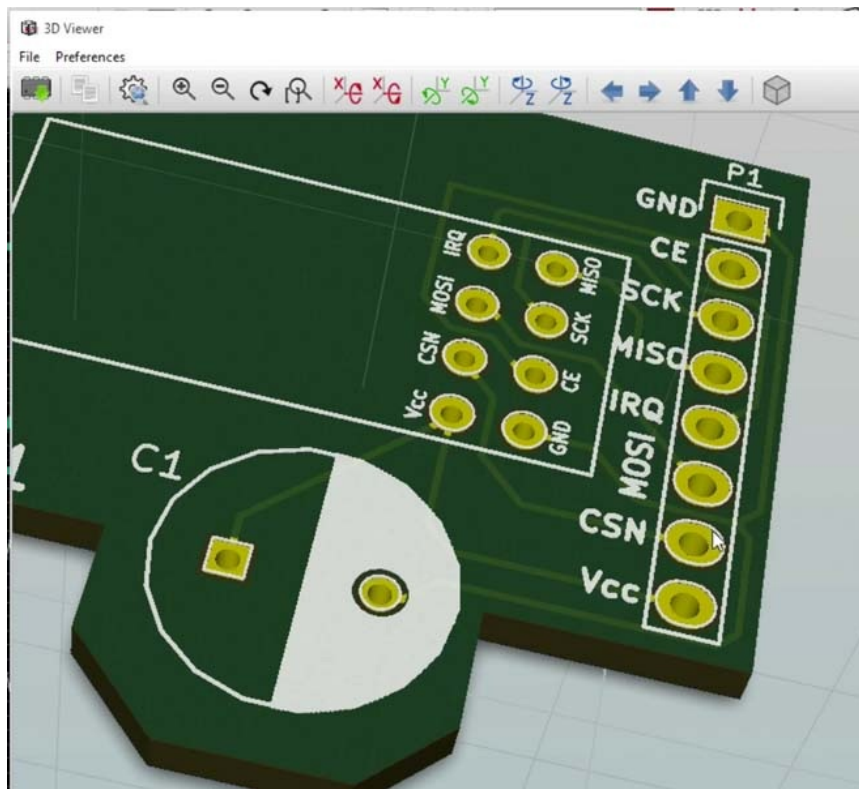 3D Viewer
File Preferences
P1
GND
CE
SCK
MISO
IRQ
MOSI
CSN
Vcc
IRQ
MISO
MOSI
SCK
CSN
CE
Vcc
GND
C1